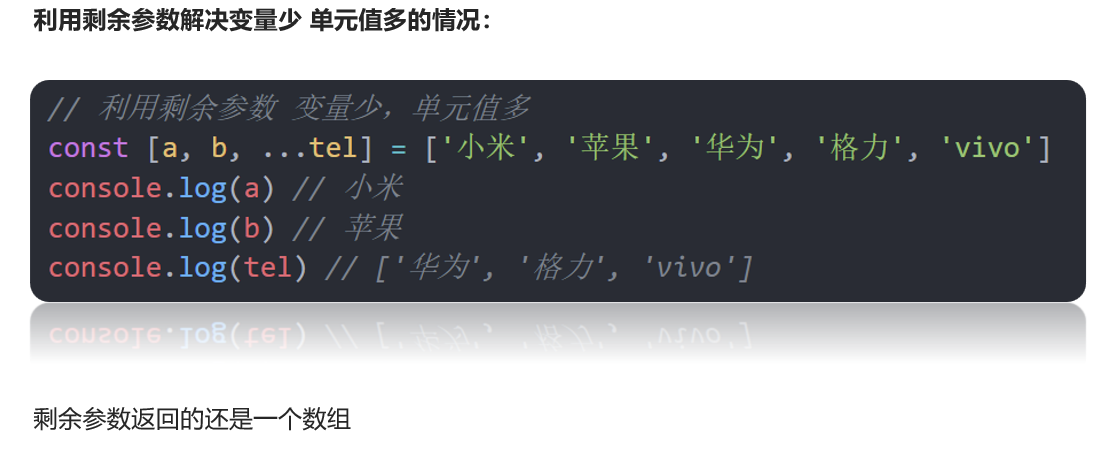 利用剩余参数解决变量少 单元值多的情况：
// 利用剩余参数 变量少，单元值多
const [a, b, ...tel] = ['小米', '苹果', '华为', '格力', 'vivo']
console.log(a) // 小米
console.log(b) // 苹果
console.log(tel) // ['华为', '格力', 'vivo']
剩余参数返回的还是一个数组